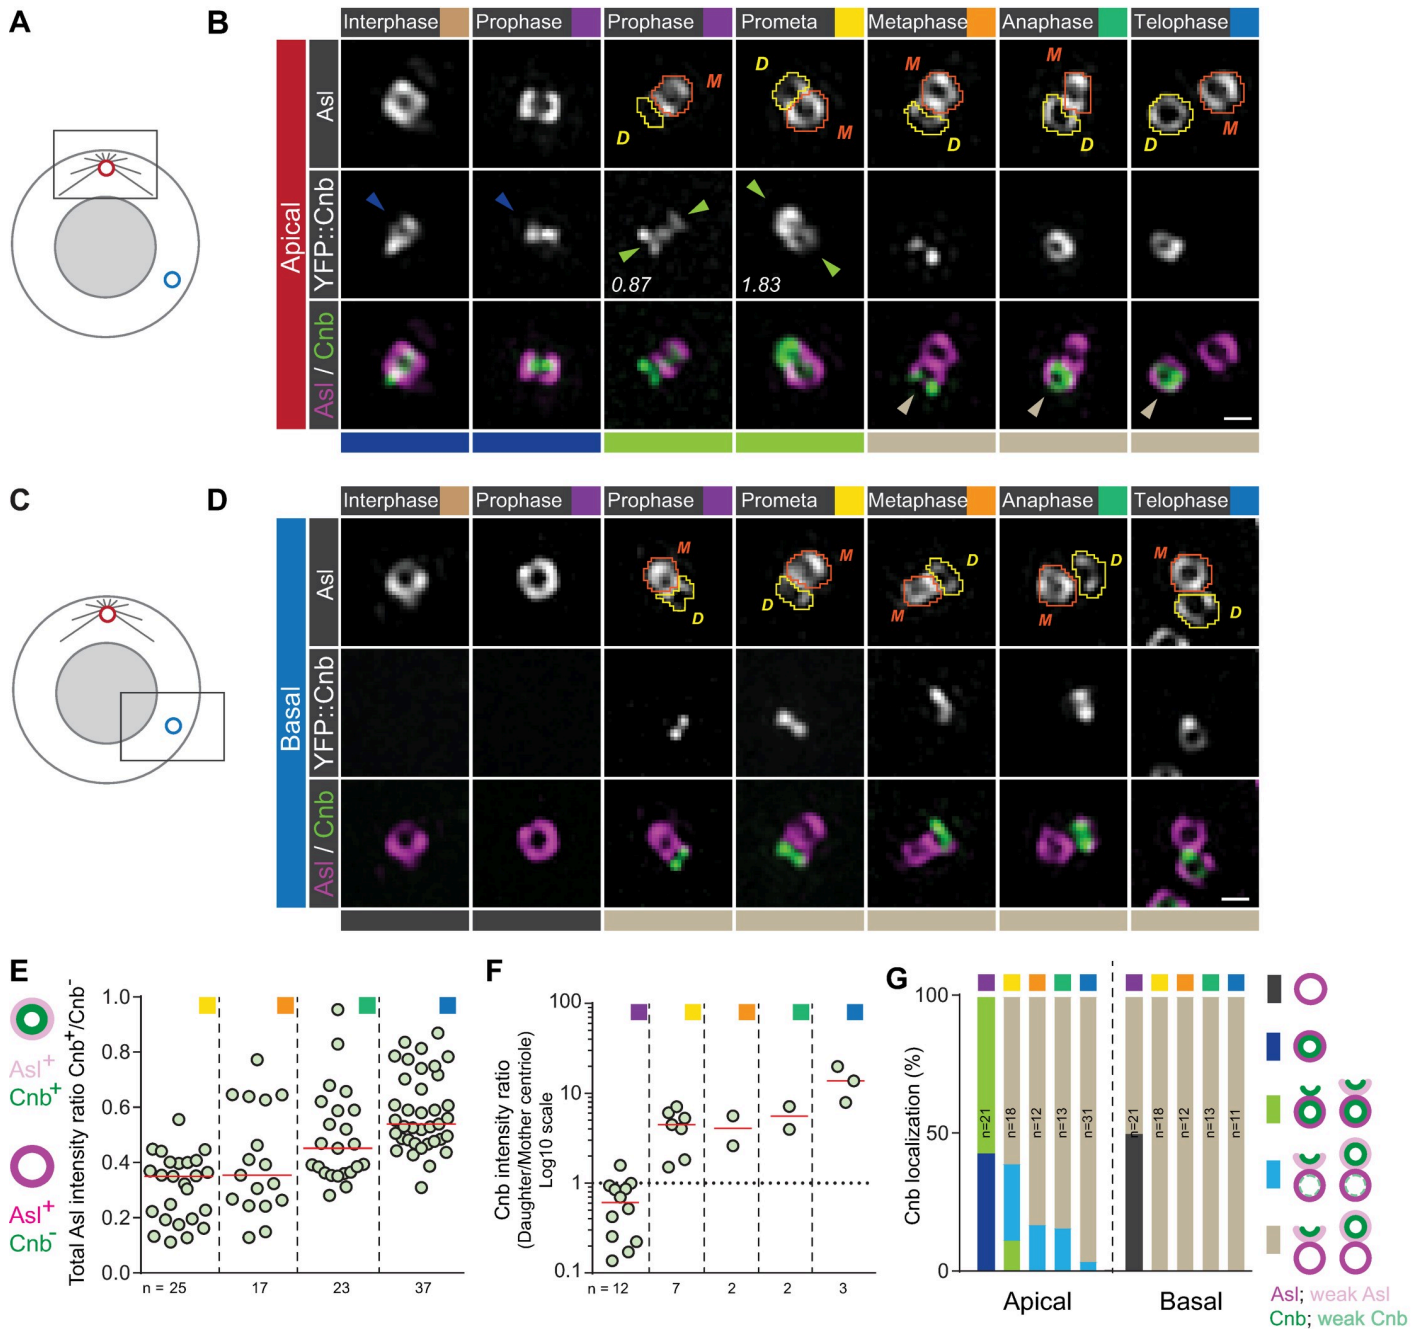 A
B
Interphase
Prophase
Prophase
Prometa
Metaphase
Anaphase
Telophase
Apical
Asl
M
D
D
M
M
D
M
D
D
M
YFP::Cnb
0.87
1.83
Asl / Cnb
C
D
Interphase
Prophase
Prophase
Prometa
Metaphase
Anaphase
Telophase
Basal
Asl
M
D
M
D
D
M
D
M
M
D
YFP::Cnb
Asl / Cnb
E
Asl+
Cnb+
Asl+
Cnb-
Total Asl intensity ratio Cnb+/Cnb-
1.0
0.8
0.6
0.4
0.2
0.0
n = 25
17
23
37
F
Cnb intensity ratio
(Daughter/Mother centriole)
Log10 scale
100
10
1
0.1
n = 12
7
2
2
3
G
Cnb localization (%)
100
50
0
n=21
n=18
n=12
n=13
n=31
n=21
n=18
n=12
n=13
n=11
Apical
Basal
Asl; weak Asl
Cnb; weak Cnb